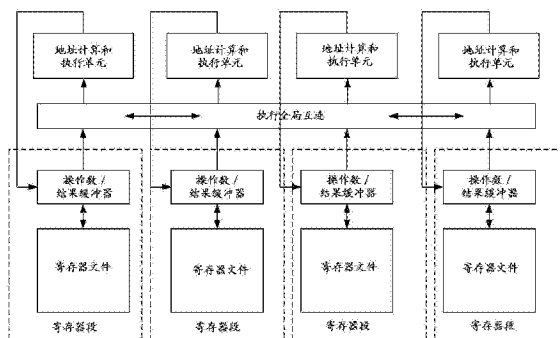 地址计算和
执行单元
地址计算和
执行单元
地址计算和
执行单元
地址计算和
执行单元
执行全局互连
操作数/
结果缓冲器
操作数/
结果缓冲器
操作数/
结果缓冲器
操作数/
结果缓冲器
寄存器文件
寄存器文件
寄存器文件
寄存器文件
寄存器段
寄存器段
寄存器段
寄存器段